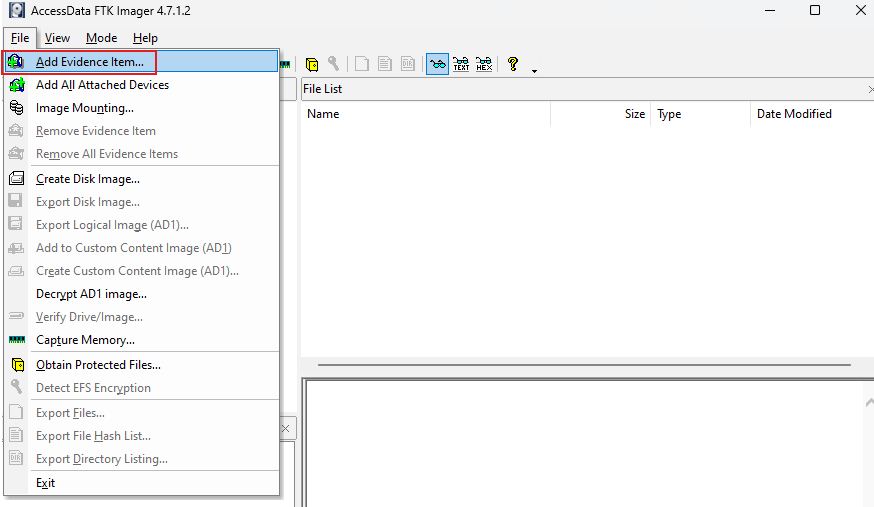 AccessData FTK Imager 4.7.1.2
File View Mode Help
Add Evidence Item...
Add All Attached Devices
Image Mounting...
Remove Evidence Item
Remove All Evidence Items
Create Disk Image...
Export Disk Image...
Export Logical Image (AD1)...
Add to Custom Content Image (AD1)
Create Custom Content Image (AD1)...
Decrypt AD1 image...
Verify Drive/Image...
Capture Memory...
Obtain Protected Files...
Detect EFS Encryption
Export Files...
Export File Hash List...
Export Directory Listing...
Exit
DIR
TEXT
HEX
File List
Name Size Type Date Modified
DIR